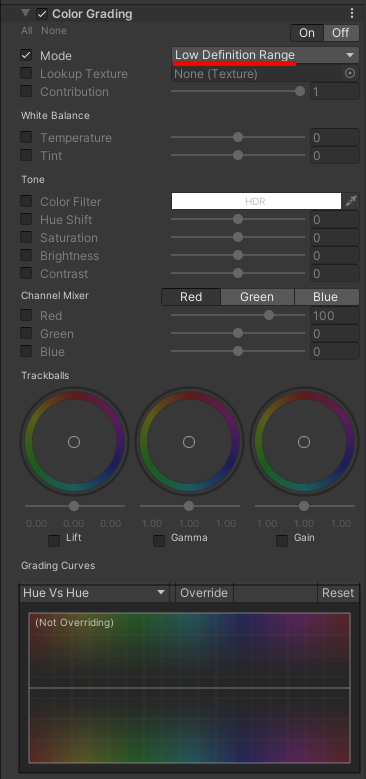 Color Grading
All None On Off
Mode Low Definition Range
Lookup Texture None (Texture)
Contribution 1
White Balance
Temperature 0
Tint 0
Tone
Color Filter HDR
Hue Shift 0
Saturation 0
Brightness 0
Contrast 0
Channel Mixer Red Green Blue
Red 100
Green 0
Blue 0
Trackballs
0.00 0.00 0.00 1.00 1.00 1.00 1.00 1.00 1.00
Lift Gamma Gain
Grading Curves
Hue Vs Hue Override Reset
(Not Overriding)